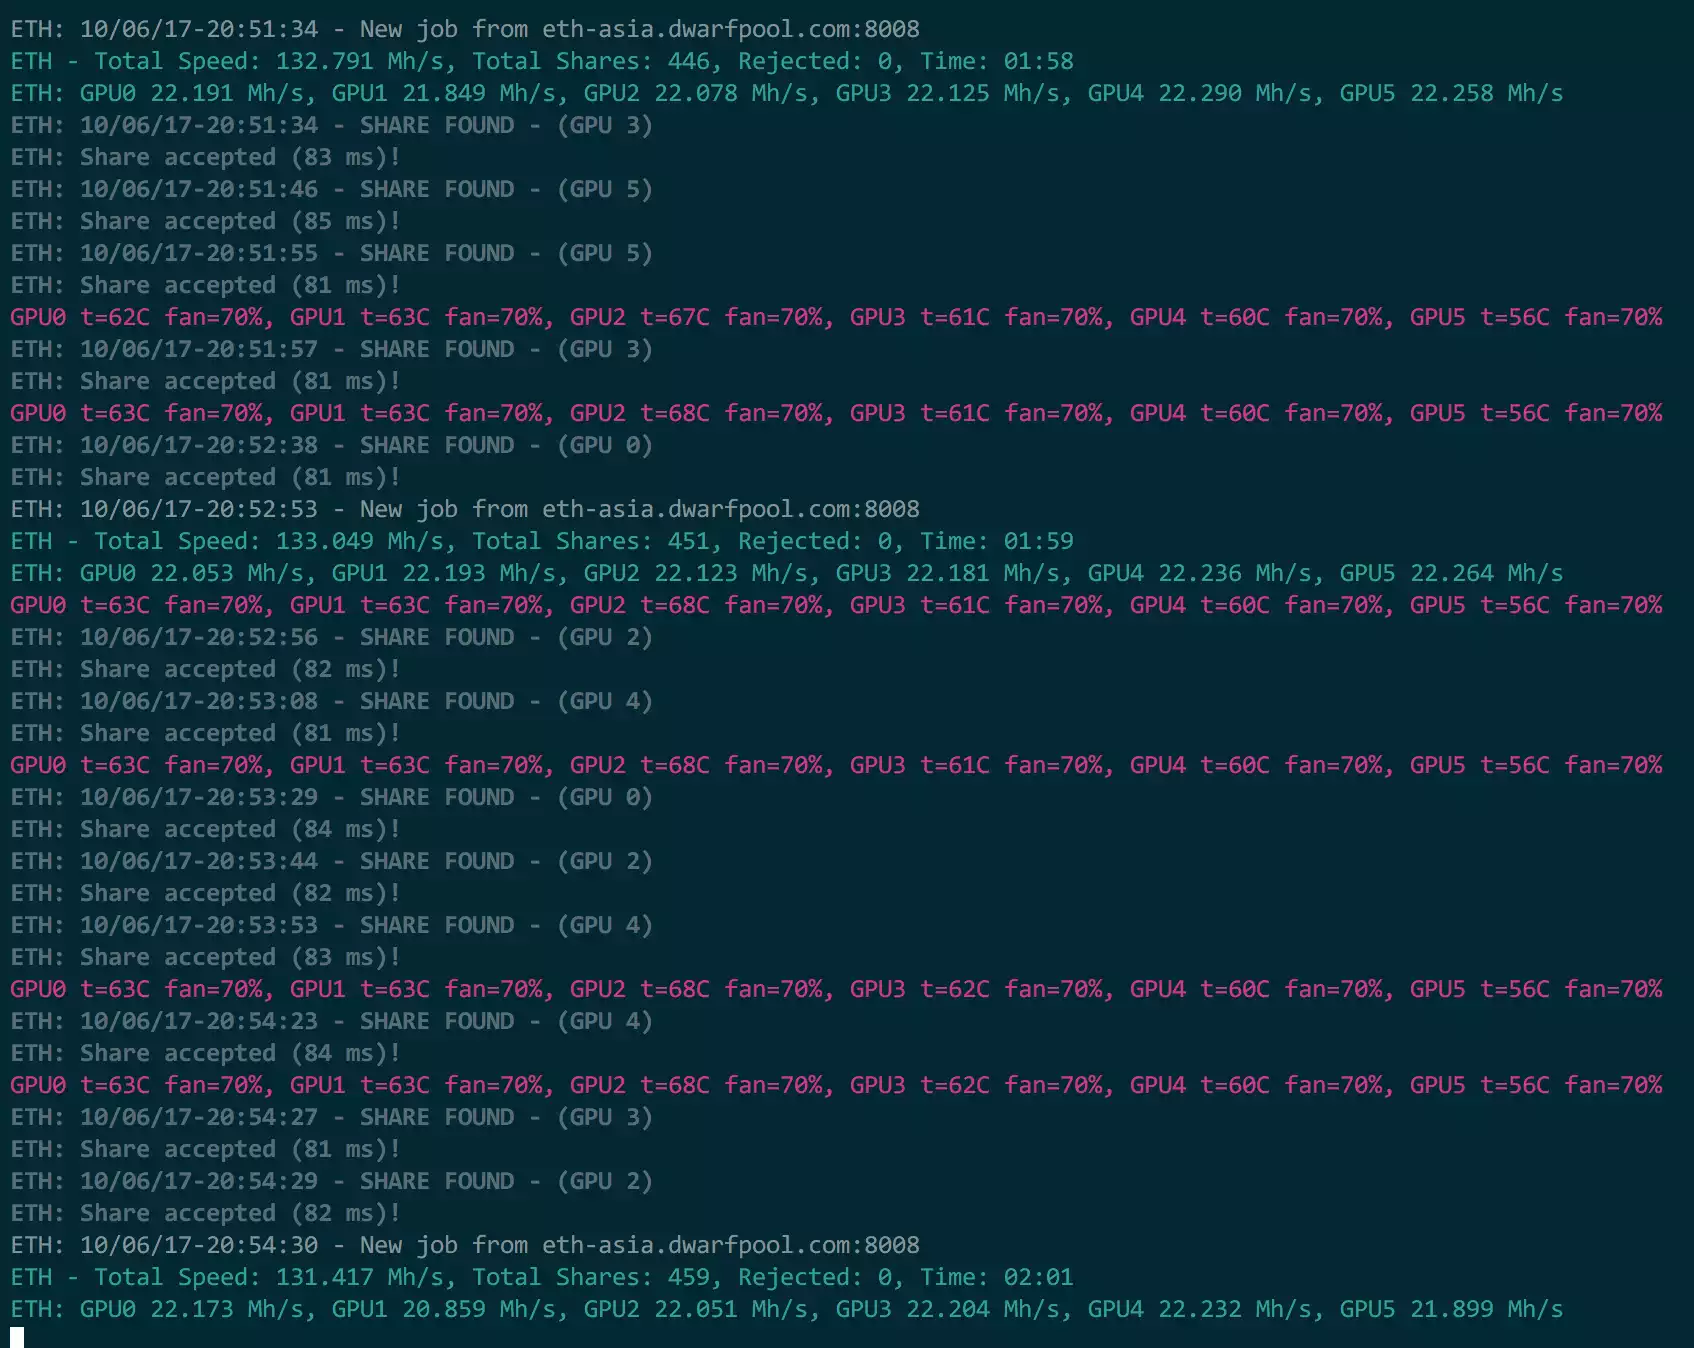 ETH: 10/06/17-20:51:34 - New job from eth-asia.dwarfpool.com:8008
ETH - Total Speed: 132.791 Mh/s, Total Shares: 446, Rejected: 0, Time: 01:58
ETH: GPU0 22.191 Mh/s, GPU1 21.849 Mh/s, GPU2 22.078 Mh/s, GPU3 22.125 Mh/s, GPU4 22.290 Mh/s, GPU5 22.258 Mh/s
ETH: 10/06/17-20:51:34 - SHARE FOUND - (GPU 3)
ETH: Share accepted (83 ms)!
ETH: 10/06/17-20:51:46 - SHARE FOUND - (GPU 5)
ETH: Share accepted (85 ms)!
ETH: 10/06/17-20:51:55 - SHARE FOUND - (GPU 5)
ETH: Share accepted (81 ms)!
GPU0 t=62C fan=70%, GPU1 t=63C fan=70%, GPU2 t=67C fan=70%, GPU3 t=61C fan=70%, GPU4 t=60C fan=70%, GPU5 t=56C fan=70%
ETH: 10/06/17-20:51:57 - SHARE FOUND - (GPU 3)
ETH: Share accepted (81 ms)!
GPU0 t=63C fan=70%, GPU1 t=63C fan=70%, GPU2 t=68C fan=70%, GPU3 t=61C fan=70%, GPU4 t=60C fan=70%, GPU5 t=56C fan=70%
ETH: 10/06/17-20:52:38 - SHARE FOUND - (GPU 0)
ETH: Share accepted (81 ms)!
ETH: 10/06/17-20:52:53 - New job from eth-asia.dwarfpool.com:8008
ETH - Total Speed: 133.049 Mh/s, Total Shares: 451, Rejected: 0, Time: 01:59
ETH: GPU0 22.053 Mh/s, GPU1 22.193 Mh/s, GPU2 22.123 Mh/s, GPU3 22.181 Mh/s, GPU4 22.236 Mh/s, GPU5 22.264 Mh/s
GPU0 t=63C fan=70%, GPU1 t=63C fan=70%, GPU2 t=68C fan=70%, GPU3 t=61C fan=70%, GPU4 t=60C fan=70%, GPU5 t=56C fan=70%
ETH: 10/06/17-20:52:56 - SHARE FOUND - (GPU 2)
ETH: Share accepted (82 ms)!
ETH: 10/06/17-20:53:08 - SHARE FOUND - (GPU 4)
ETH: Share accepted (81 ms)!
GPU0 t=63C fan=70%, GPU1 t=63C fan=70%, GPU2 t=68C fan=70%, GPU3 t=61C fan=70%, GPU4 t=60C fan=70%, GPU5 t=56C fan=70%
ETH: 10/06/17-20:53:29 - SHARE FOUND - (GPU 0)
ETH: Share accepted (84 ms)!
ETH: 10/06/17-20:53:44 - SHARE FOUND - (GPU 2)
ETH: Share accepted (82 ms)!
ETH: 10/06/17-20:53:53 - SHARE FOUND - (GPU 4)
ETH: Share accepted (83 ms)!
GPU0 t=63C fan=70%, GPU1 t=63C fan=70%, GPU2 t=68C fan=70%, GPU3 t=62C fan=70%, GPU4 t=60C fan=70%, GPU5 t=56C fan=70%
ETH: 10/06/17-20:54:23 - SHARE FOUND - (GPU 4)
ETH: Share accepted (84 ms)!
GPU0 t=63C fan=70%, GPU1 t=63C fan=70%, GPU2 t=68C fan=70%, GPU3 t=62C fan=70%, GPU4 t=60C fan=70%, GPU5 t=56C fan=70%
ETH: 10/06/17-20:54:27 - SHARE FOUND - (GPU 3)
ETH: Share accepted (81 ms)!
ETH: 10/06/17-20:54:29 - SHARE FOUND - (GPU 2)
ETH: Share accepted (82 ms)!
ETH: 10/06/17-20:54:30 - New job from eth-asia.dwarfpool.com:8008
ETH - Total Speed: 131.417 Mh/s, Total Shares: 459, Rejected: 0, Time: 02:01
ETH: GPU0 22.173 Mh/s, GPU1 20.859 Mh/s, GPU2 22.051 Mh/s, GPU3 22.204 Mh/s, GPU4 22.232 Mh/s, GPU5 21.899 Mh/s